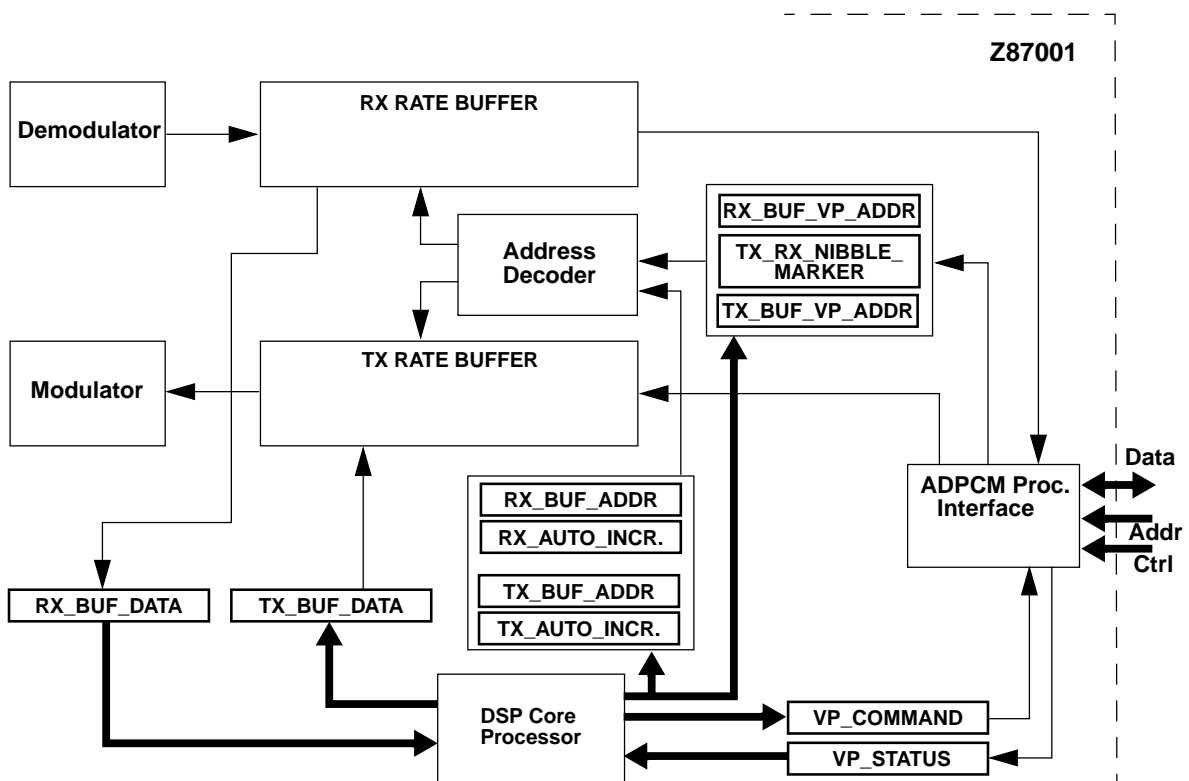 Z87001
RX RATE BUFFER
Demodulator
RX_BUF_VP_ADDR
TX_RX_NIBBLE_
MARKER
TX_BUF_VP_ADDR
Address
Decoder
TX RATE BUFFER
Modulator
ADPCM Proc.
Interface
Data
Addr
Ctrl
RX_BUF_ADDR
RX_AUTO_INCR.
TX_BUF_ADDR
TX_AUTO_INCR.
RX_BUF_DATA
TX_BUF_DATA
DSP Core
Processor
VP_COMMAND
VP_STATUS